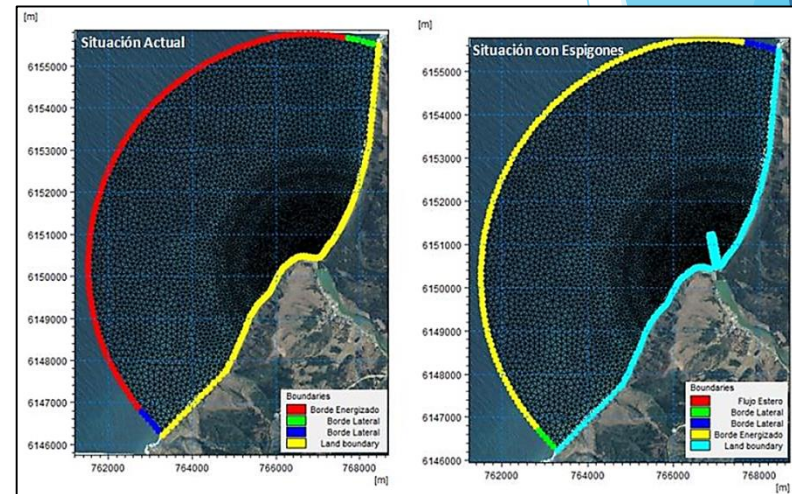 [m]
Situación Actual
6155000
6154000
6153000
6152000
6151000
6150000
6149000
6148000
6147000
6146000
762000 764000 766000 768000
[m]
Boundaries
Borde Energizado
Borde Lateral
Borde Lateral
Land boundary
[m]
Situación con Espigones
6155000
6154000
6153000
6152000
6151000
6150000
6149000
6148000
6147000
6146000
762000 764000 766000 768000
[m]
Boundaries
Flujo Estero
Borde Lateral
Borde Lateral
Borde Energizado
Land boundary